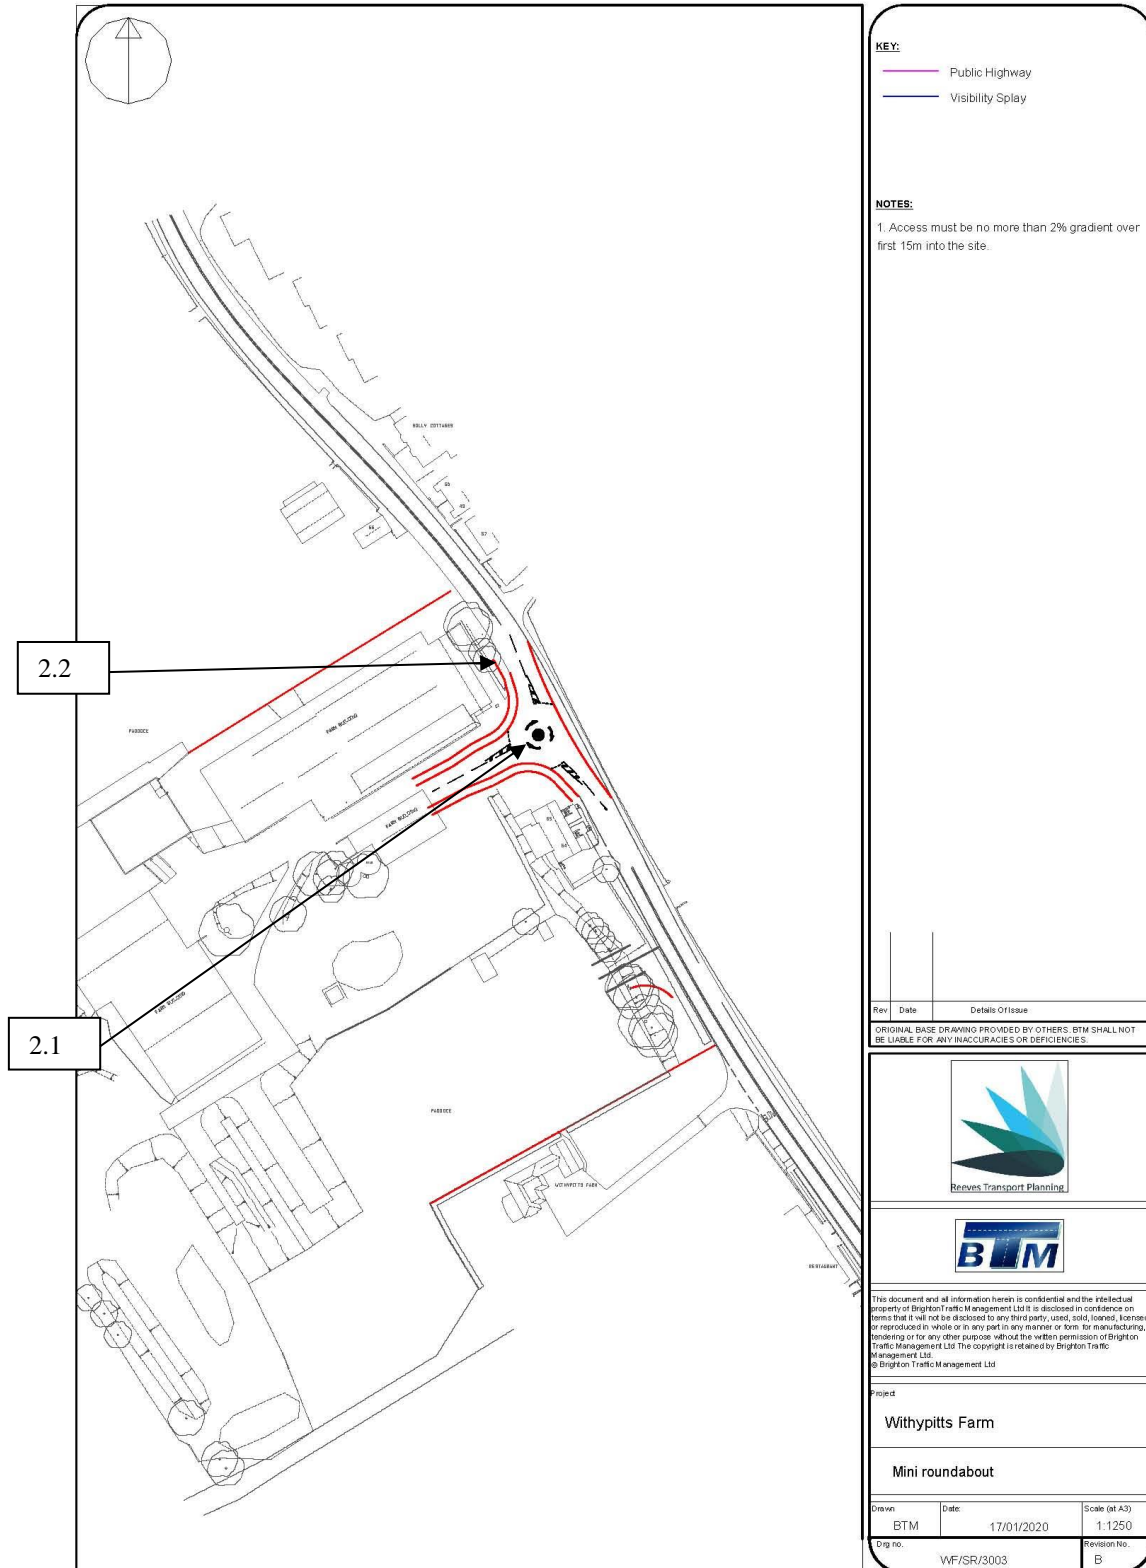 KEY:
Public Highway
Visibility Splay
NOTES:
1. Access must be no more than 2% gradient over
first 15m into the site.
HOLLY COTTAGES
57
2.2
PADDOCK
FARM BUILDING
FARM BUILDING
FARM BUILDING
2.1
PADDOCK
WITHYPITTS FARM
RESTAURANT
Rev Date Details Of Issue
ORIGINAL BASE DRAWING PROVIDED BY OTHERS. BTM SHALL NOT
BE LIABLE FOR ANY INACCURACIES OR DEFICIENCIES.
Reeves Transport Planning
BTM
This document and all information herein is confidential and the intellectual
property of BrightonTraffic Management Ltd It is disclosed in confidence on
terms that it will not be disclosed to any third party, used, sold, loaned, licensed
or reproduced in whole or in any part in any manner or form for manufacturing,
tendering or for any other purpose without the written permission of Brighton
Traffic Management Ltd The copyright is retained by Brighton Traffic
Management Ltd.
© Brighton Traffic Management Ltd
Project
Withypitts Farm
Mini roundabout
Drawn Date: Scale (at A3)
BTM 17/01/2020 1:1250
Drg no. Revision No.
WF/SR/3003 B